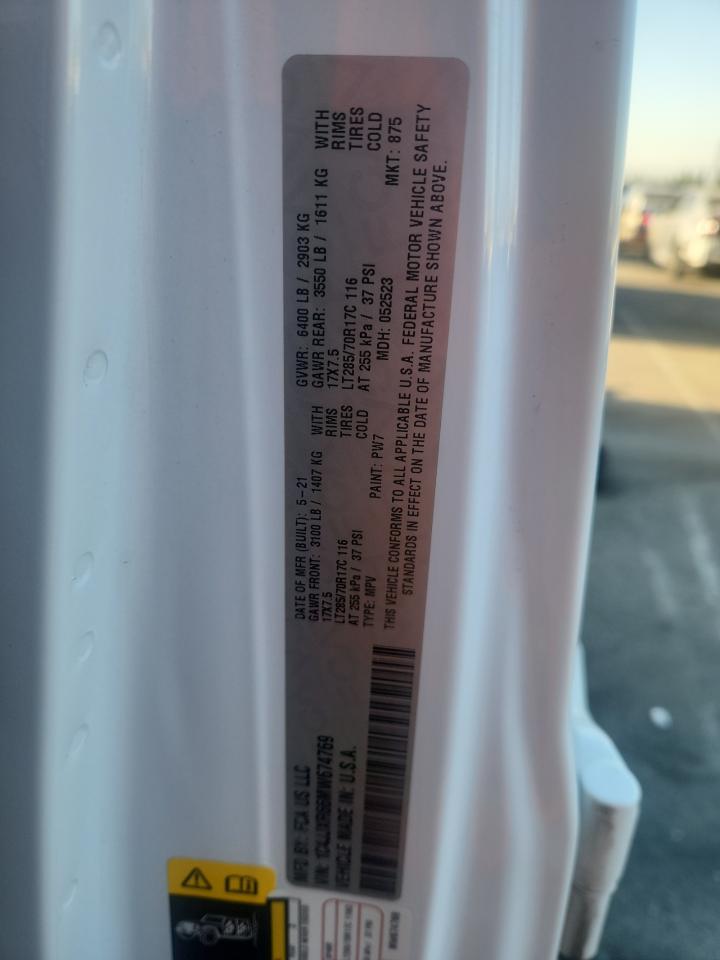 MFD BY: FCA US LLC
VIN: 1C4JJXR66MW674769
VEHICLE MADE IN: U.S.A.
DATE OF MFR (BUILT): 5-21
GAWR FRONT: 3100 LB / 1407 KG WITH
17X7.5 RIMS
LT285/70R17C 116 TIRES
AT 255 kPa / 37 PSI COLD
TYPE: MPV
PAINT: PW7
GVWR: 6400 LB / 2903 KG
GAWR REAR: 3550 LB / 1611 KG WITH
17X7.5 RIMS
LT285/70R17C 116 TIRES
AT 255 kPa / 37 PSI COLD
MDH: 052523
MKT: 875
THIS VEHICLE CONFORMS TO ALL APPLICABLE U.S.A. FEDERAL MOTOR VEHICLE SAFETY
STANDARDS IN EFFECT ON THE DATE OF MANUFACTURE SHOWN ABOVE.